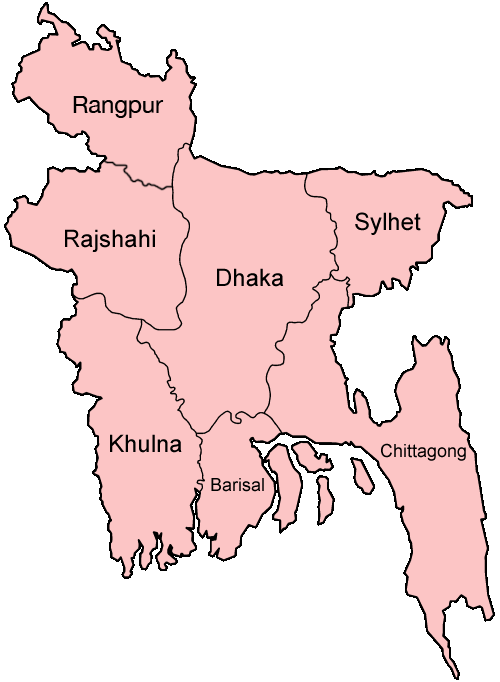 Rangpur
Sylhet
Rajshahi
Dhaka
Khulna
Chittagong
Barisal